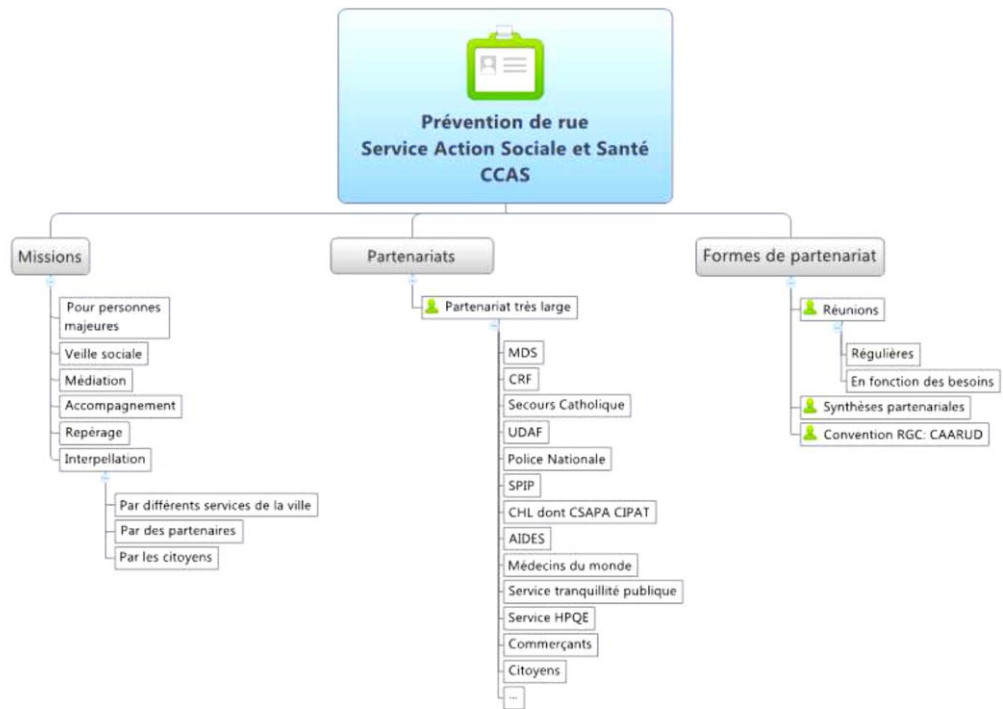 Prévention de rue
Service Action Sociale et Santé
CCAS
Missions
Pour personnes
majeures
Veille sociale
Médiation
Accompagnement
Repérage
Interpellation
Par différents services de la ville
Par des partenaires
Par les citoyens
Partenariats
Partenariat très large
MDS
CRF
Secours Catholique
UDAF
Police Nationale
SPIP
CHL dont CSAPA CIPAT
AIDES
Médecins du monde
Service tranquillité publique
Service HPQE
Commerçants
Citoyens
...
Formes de partenariat
Réunions
Régulières
En fonction des besoins
Synthèses partenariales
Convention RGC: CAARUD